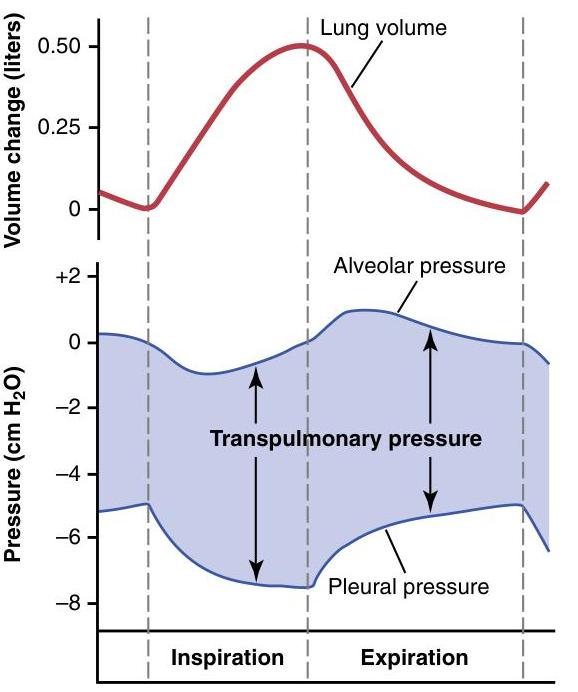 Volume change (liters)
0.50
0.25
0
Lung volume
Pressure (cm H₂O)
+2
0
–2
–4
–6
–8
Alveolar pressure
Transpulmonary pressure
Pleural pressure
Inspiration
Expiration